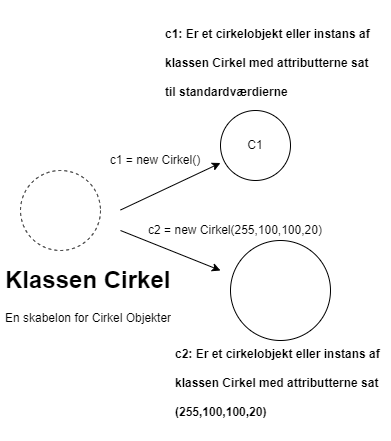 c1: Er et cirkelobjekt eller instans af
klassen Cirkel med attributterne sat
til standardværdierne
C1
c1 = new Cirkel()
c2 = new Cirkel(255,100,100,20)
Klassen Cirkel
En skabelon for Cirkel Objekter
c2: Er et cirkelobjekt eller instans af
klassen Cirkel med attributterne sat
(255,100,100,20)